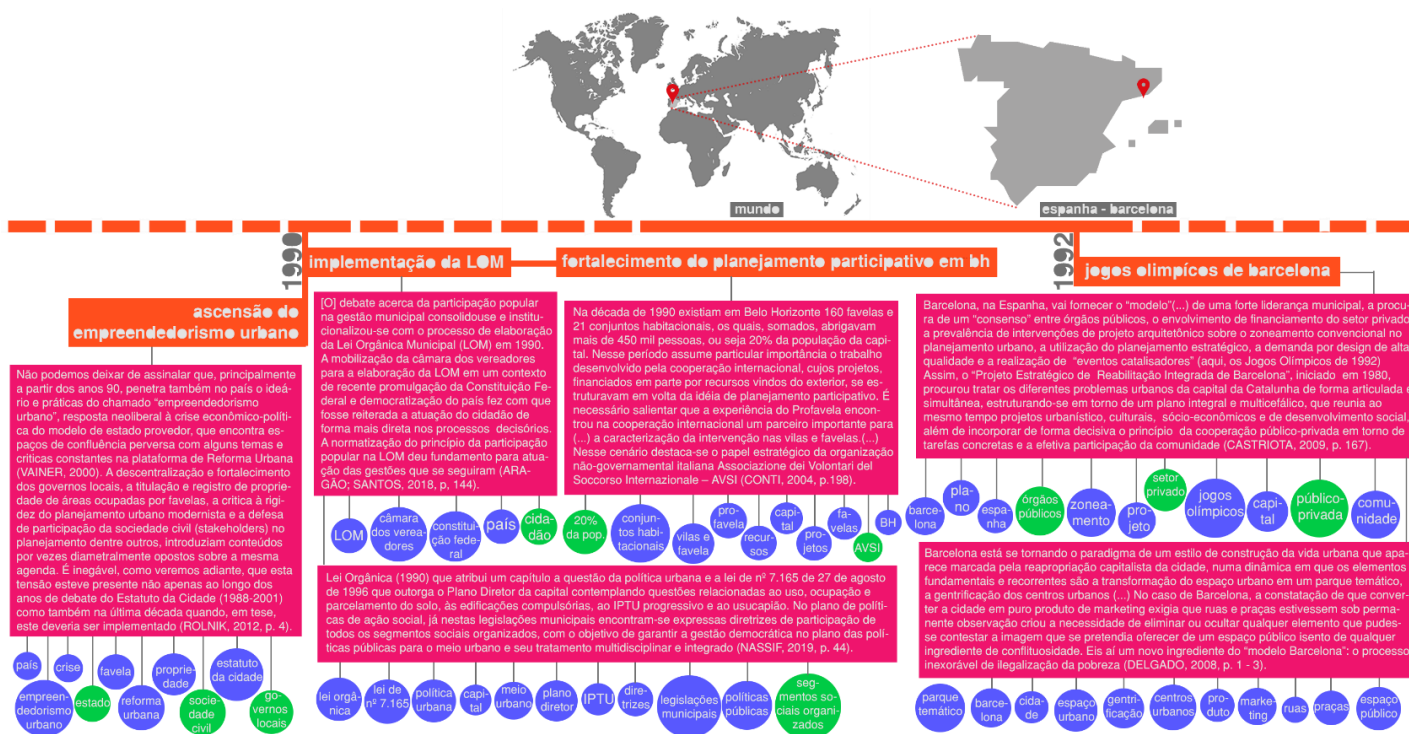 mundo
espanha - barcelona
1990
implementação da LOM
fortalecimento do planejamento participativo em bh
1992
jogos olimpícos de barcelona
ascensão do
empreendedorismo urbano
Não podemos deixar de assinalar que, principalmente
a partir dos anos 90, penetra também no país o ideá-
rio e práticas do chamado “empreendedorismo
urbano”, resposta neoliberal à crise econômico-políti-
ca do modelo de estado provedor, que encontra es-
paços de confluência perversa com alguns temas e
críticas constantes na plataforma de Reforma Urbana
(VAINER, 2000). A descentralização e fortalecimento
dos governos locais, a titulação e registro de proprie-
dade de áreas ocupadas por favelas, a critica à rigi-
dez do planejamento urbano modernista e a defesa
de participação da sociedade civil (stakeholders) no
planejamento dentre outros, introduziam conteúdos
por vezes diametralmente opostos sobre a mesma
agenda. É inegável, como veremos adiante, que esta
tensão esteve presente não apenas ao longo dos
anos de debate do Estatuto da Cidade (1988-2001)
como também na última década quando, em tese,
este deveria ser implementado (ROLNIK, 2012, p. 4).
país
crise
favela
proprie-
dade
estatuto
da cidade
empreen-
dedorismo
urbano
estado
reforma
urbana
socieda-
de
civil
go-
vernos
locais
[O] debate acerca da participação popular
na gestão municipal consolidouse e institu-
cionalizou-se com o processo de elaboração
da Lei Orgânica Municipal (LOM) em 1990.
A mobilização da câmara dos vereadores
para a elaboração da LOM em um contexto
de recente promulgação da Constituição Fe-
deral e democratização do país fez com que
fosse reiterada a atuação do cidadão de
forma mais direta nos processos decisórios.
A normatização do princípio da participação
popular na LOM deu fundamento para atua-
ção das gestões que se seguiram (ARA-
GÃO; SANTOS, 2018, p, 144).
LOM
câmara
dos verea-
dores
constitui-
ção federal
país
cida-
dão
Na década de 1990 existiam em Belo Horizonte 160 favelas e
21 conjuntos habitacionais, os quais, somados, abrigavam
mais de 450 mil pessoas, ou seja 20% da população da capi-
tal. Nesse período assume particular importância o trabalho
desenvolvido pela cooperação internacional, cujos projetos,
financiados em parte por recursos vindos do exterior, se es-
truturavam em volta da idéia de planejamento participativo. É
necessário salientar que a experiência do Profavela encon-
trou na cooperação internacional um parceiro importante para
(...) a caracterização da intervenção nas vilas e favelas.(...)
Nesse cenário destaca-se o papel estratégico da organização
não-governamental italiana Associazione dei Volontari del
Soccorso Internazionale – AVSI (CONTI, 2004, p.198).
20%
da pop.
conjun-
tos habi-
tacionais
vilas e
favela
pro-
favela
recur-
sos
ca-
pital
pro-
jetos
fa-
velas
AVSI
BH
Lei Orgânica (1990) que atribui um capítulo a questão da política urbana e a lei de nº 7.165 de 27 de agosto
de 1996 que outorga o Plano Diretor da capital contemplando questões relacionadas ao uso, ocupação e
parcelamento do solo, às edificações compulsórias, ao IPTU progressivo e ao usucapião. No plano de políti-
cas de ação social, já nestas legislações municipais encontram-se expressas diretrizes de participação de
todos os segmentos sociais organizados, com o objetivo de garantir a gestão democrática no plano das polí-
ticas públicas para o meio urbano e seu tratamento multidisciplinar e integrado (NASSIF, 2019, p. 44).
lei orgâ-
nica
lei de
nº 7.165
política
urbana
capi-
tal
meio
urbano
plano
diretor
IPTU
dire-
trizes
legislações
municipais
políticas
públicas
seg-
mentos so-
ciais organi-
zados
Barcelona, na Espanha, vai fornecer o “modelo”(...) de uma forte liderança municipal, a procu-
ra de um “consenso” entre órgãos públicos, o envolvimento de financiamento do setor privado
a prevalência de intervenções de projeto arquitetônico sobre o zoneamento convencional no
planejamento urbano, a utilização do planejamento estratégico, a demanda por design de alta
qualidade e a realização de “eventos catalisadores” (aqui, os Jogos Olímpicos de 1992)
Assim, o “Projeto Estratégico de Reabilitação Integrada de Barcelona”, iniciado em 1980,
procurou tratar os diferentes problemas urbanos da capital da Catalunha de forma articulada e
simultânea, estruturando-se em torno de um plano integral e multicefálico, que reunia ao
mesmo tempo projetos urbanístico, culturais, sócio-econômicos e de desenvolvimento social,
além de incorporar de forma decisiva o princípio da cooperação público-privada em torno de
tarefas concretas e a efetiva participação da comunidade (CASTRIOTA, 2009, p. 167).
barce-
lona
pla-
no
espa-
nha
órgãos
públicos
zonea-
mento
pro-
jeto
setor
privado
jogos
olímpicos
capi-
tal
público-
privada
comu-
nidade
Barcelona está se tornando o paradigma de um estilo de construção da vida urbana que apa-
rece marcada pela reapropriação capitalista da cidade, numa dinâmica em que os elementos
fundamentais e recorrentes são a transformação do espaço urbano em um parque temático,
a gentrificação dos centros urbanos (...) No caso de Barcelona, a constatação de que conver-
ter a cidade em puro produto de marketing exigia que ruas e praças estivessem sob perma-
nente observação criou a necessidade de eliminar ou ocultar qualquer elemento que pudes-
se contestar a imagem que se pretendia oferecer de um espaço público isento de qualquer
ingrediente de conflituosidade. Eis aí um novo ingrediente do “modelo Barcelona”: o processo
inexorável de ilegalização da pobreza (DELGADO, 2008, p. 1 - 3).
parque
temático
barce-
lona
cida-
de
espaço
urbano
gentri-
ficação
centros
urbanos
pro-
duto
marke-
ting
ruas
praças
espaço
público